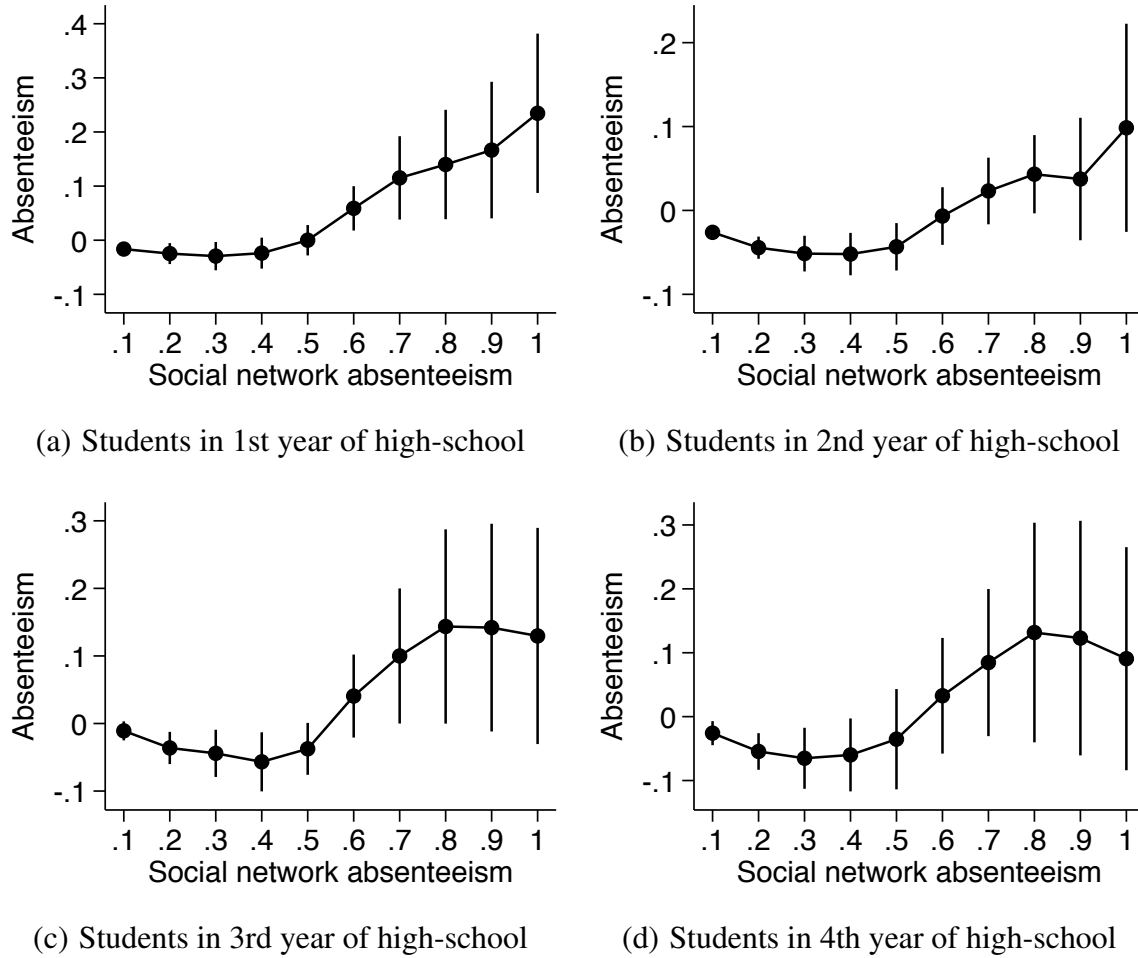 .4
.3
.2
.1
0
-.1
Absenteeism
.1 .2 .3 .4 .5 .6 .7 .8 .9 1
Social network absenteeism
(a) Students in 1st year of high-school
.2
.1
0
-.1
Absenteeism
.1 .2 .3 .4 .5 .6 .7 .8 .9 1
Social network absenteeism
(b) Students in 2nd year of high-school
.3
.2
.1
0
-.1
Absenteeism
.1 .2 .3 .4 .5 .6 .7 .8 .9 1
Social network absenteeism
(c) Students in 3rd year of high-school
.3
.2
.1
0
-.1
Absenteeism
.1 .2 .3 .4 .5 .6 .7 .8 .9 1
Social network absenteeism
(d) Students in 4th year of high-school